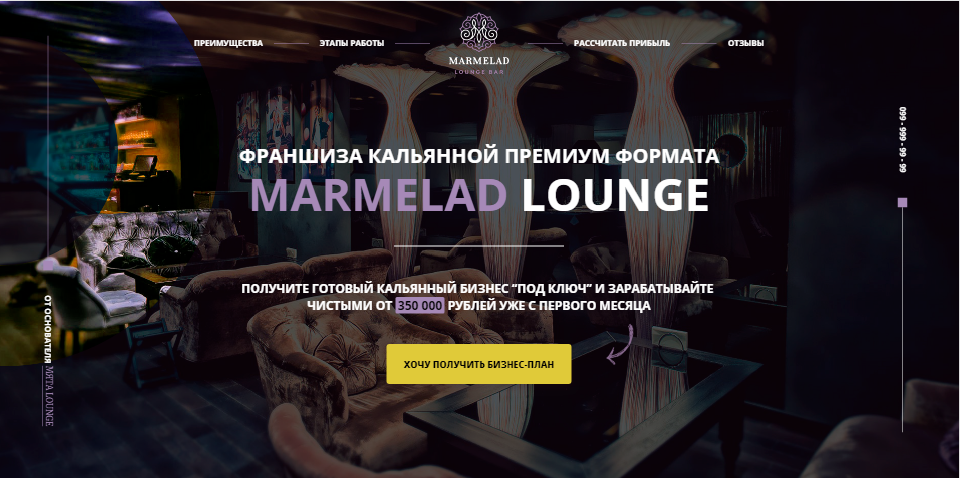 ПРЕИМУЩЕСТВА
ЭТАПЫ РАБОТЫ
MARMELAD
LOUNGE BAR
РАССЧИТАТЬ ПРИБЫЛЬ
ОТЗЫВЫ
099 - 999 - 99 - 99
ФРАНШИЗА КАЛЬЯННОЙ ПРЕМИУМ ФОРМАТА
MARMELAD LOUNGE
ПОЛУЧИТЕ ГОТОВЫЙ КАЛЬЯННЫЙ БИЗНЕС "ПОД КЛЮЧ" И ЗАРАБАТЫВАЙТЕ
ЧИСТЫМИ ОТ 350 000 РУБЛЕЙ УЖЕ С ПЕРВОГО МЕСЯЦА
ХОЧУ ПОЛУЧИТЬ БИЗНЕС-ПЛАН
ОТ ОСНОВАТЕЛЯ МЯТА LOUNGE